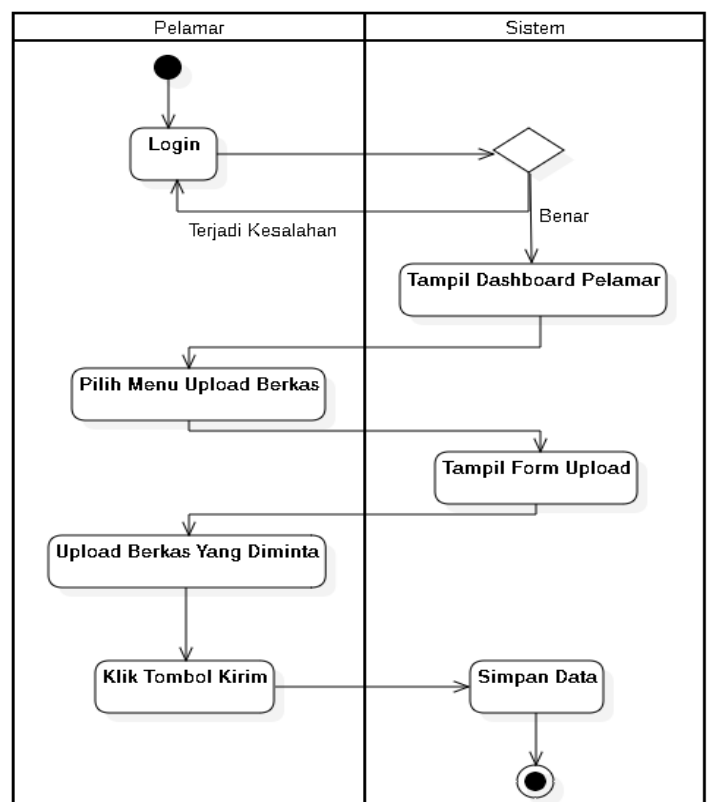 Pelamar
Sistem
Login
Terjadi Kesalahan
Benar
Tampil Dashboard Pelamar
Pilih Menu Upload Berkas
Tampil Form Upload
Upload Berkas Yang Diminta
Klik Tombol Kirim
Simpan Data